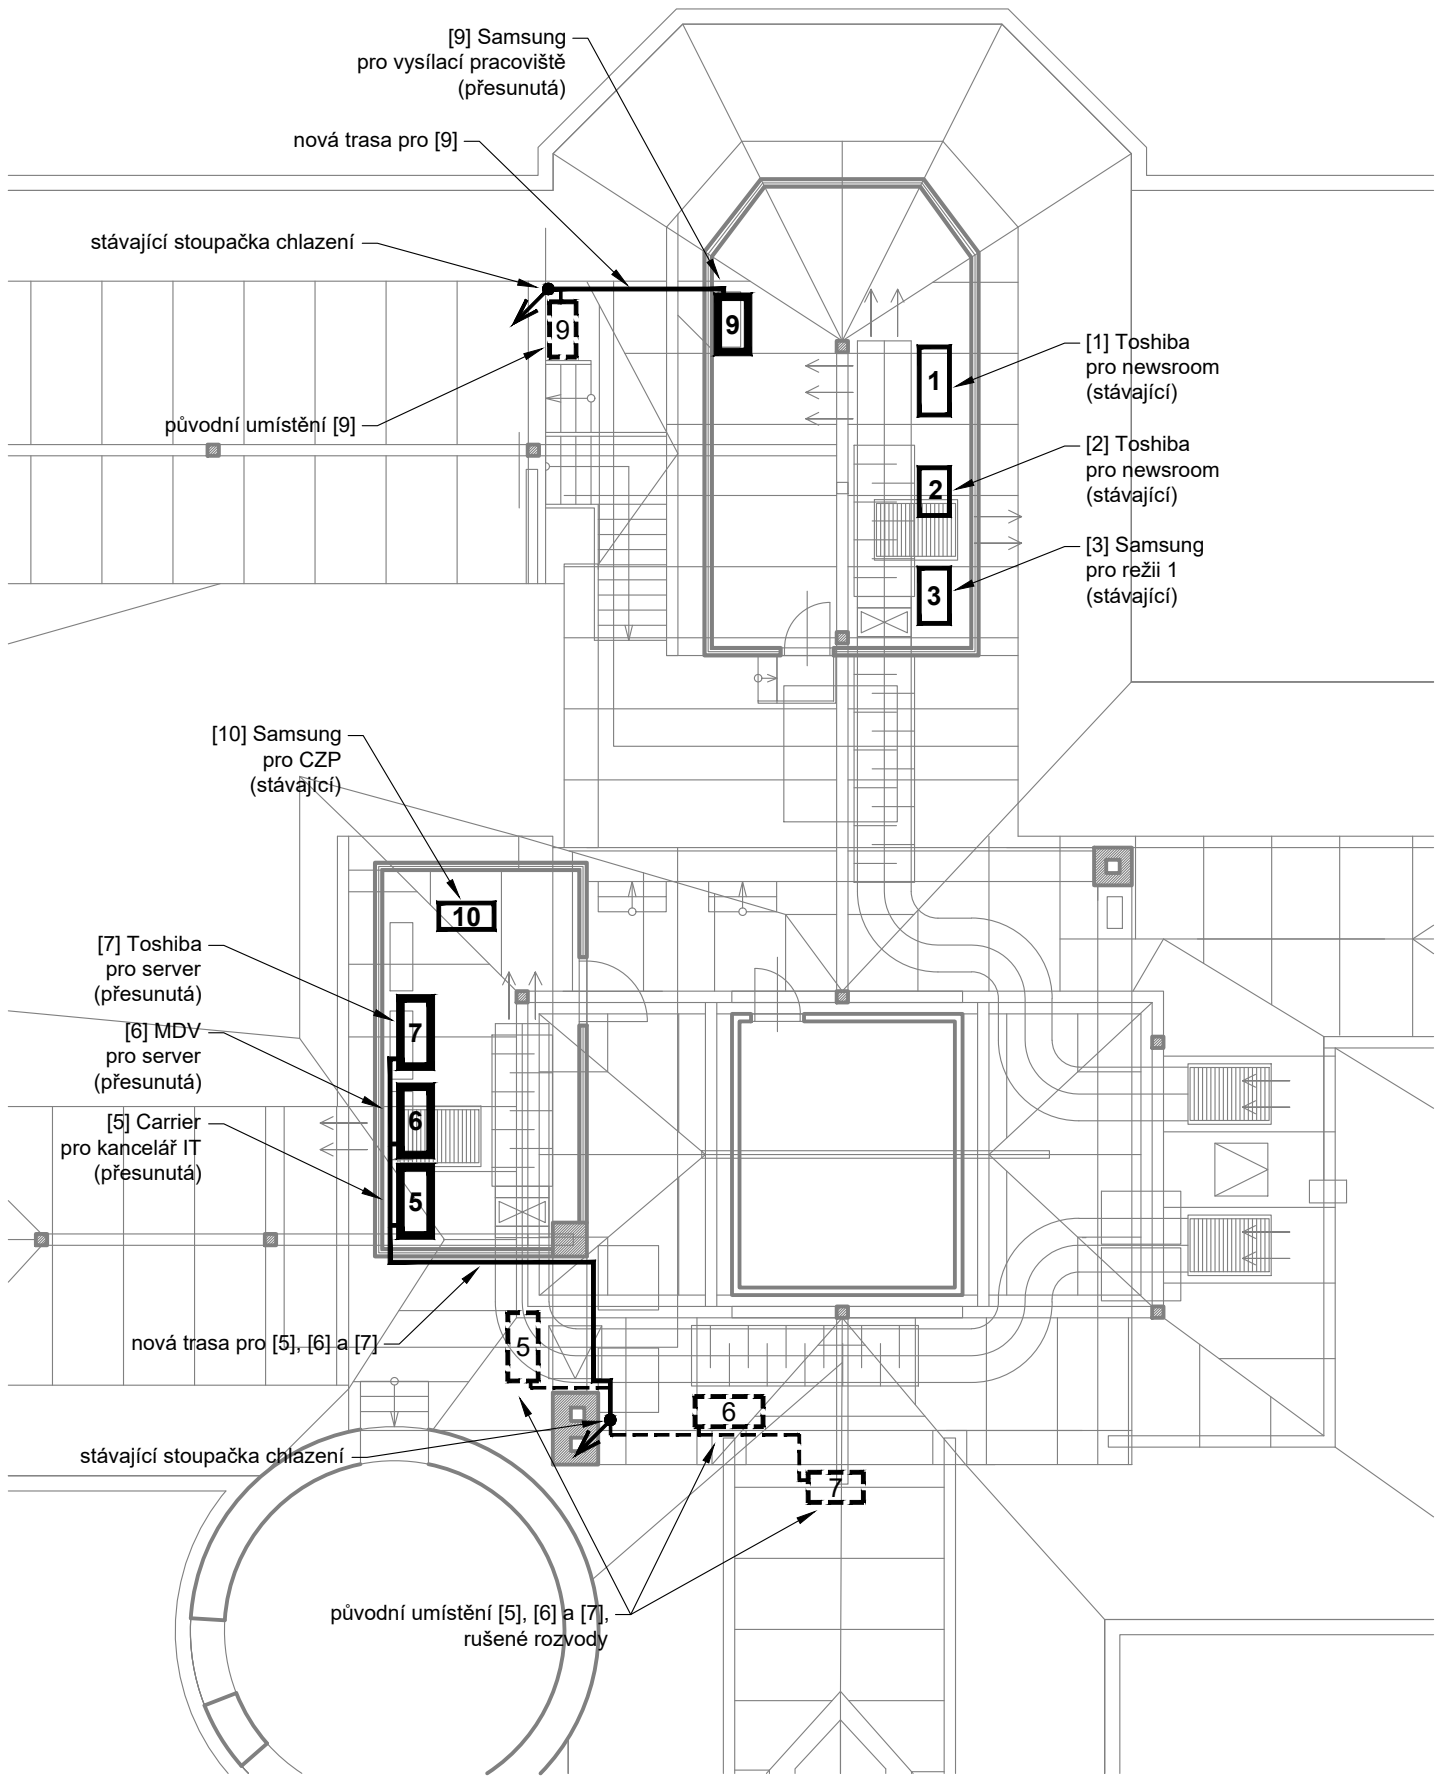 [9] Samsung
pro vysílací pracoviště
(přesunutá)
nová trasa pro [9]
stávající stoupačka chlazení
9
9
původní umístění [9]
1
[1] Toshiba
pro newsroom
(stávající)
2
[2] Toshiba
pro newsroom
(stávající)
3
[3] Samsung
pro režii 1
(stávající)
[10] Samsung
pro CZP
(stávající)
10
[7] Toshiba
pro server
(přesunutá)
7
[6] MDV
pro server
(přesunutá)
6
[5] Carrier
pro kancelář IT
(přesunutá)
5
nová trasa pro [5], [6] a [7]
5
6
stávající stoupačka chlazení
7
původní umístění [5], [6] a [7],
rušené rozvody